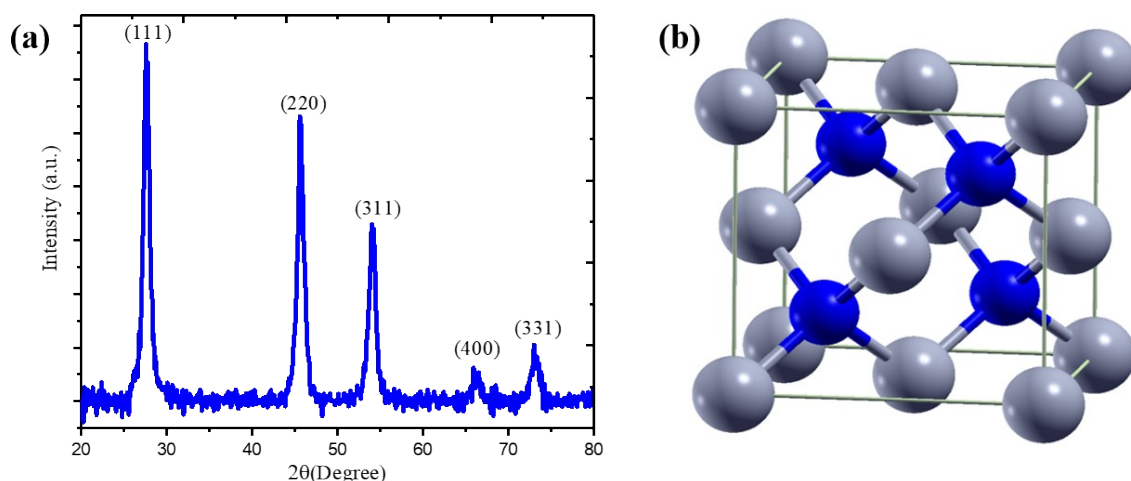 (a)
(111)
(220)
(311)
(400)
(331)
Intensity (a.u.)
20 30 40 50 60 70 80
2θ(Degree)
(b)